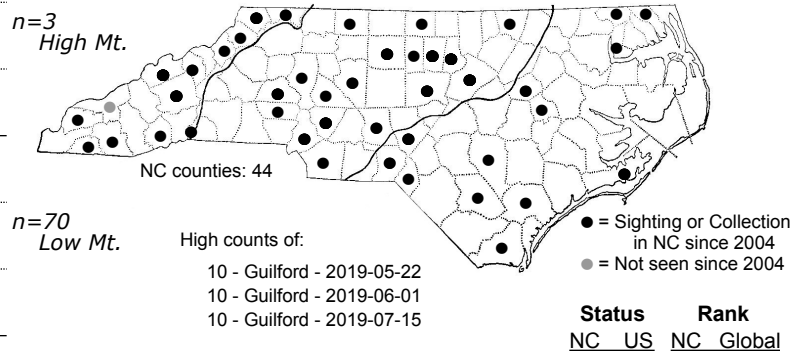 n=3
High Mt.
NC counties: 44
n=70
Low Mt.
High counts of:
10 - Guilford - 2019-05-22
10 - Guilford - 2019-06-01
10 - Guilford - 2019-07-15
● = Sighting or Collection
in NC since 2004
● = Not seen since 2004
Status Rank
NC US NC Global